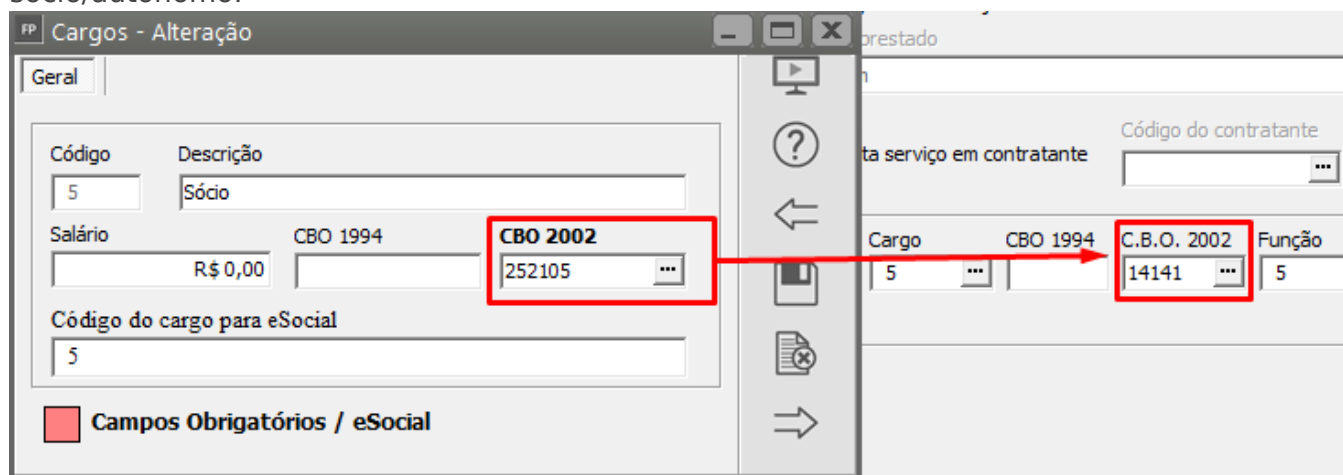 sócio/autônomo.
FP Cargos - Alteração
Geral
Código Descrição
5 Sócio
Salário CBO 1994 CBO 2002
R$ 0,00 252105 ...
Código do cargo para eSocial
5
Campos Obrigatórios / eSocial
prestado
Código do contratante
ta serviço em contratante ...
Cargo CBO 1994 C.B.O. 2002 Função
5 ... 14141 ... 5